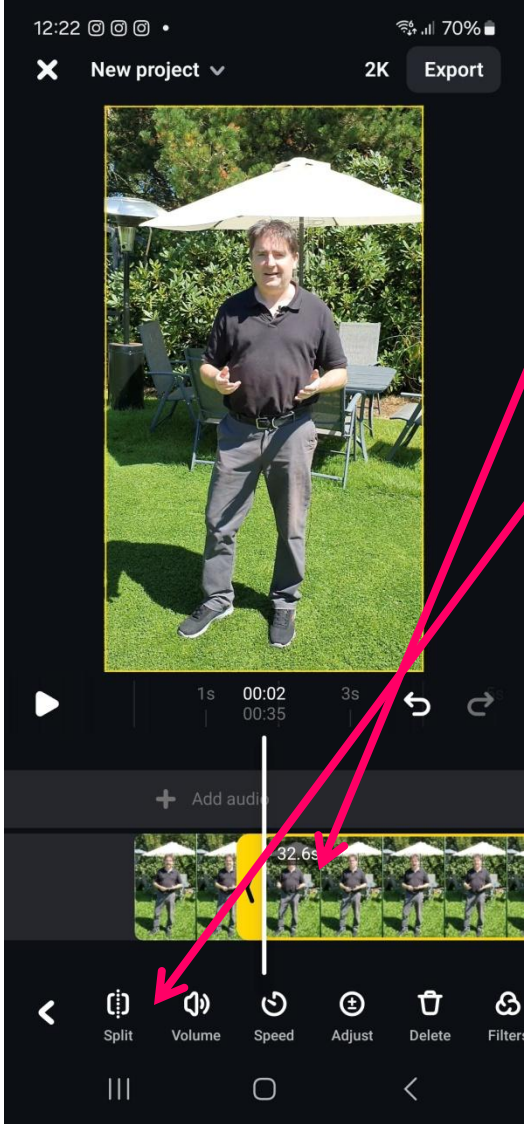 12:22 70%
New project 2K Export
1s 00:02 3s
00:35
Add audio
32.6s
Split Volume Speed Adjust Delete Filters